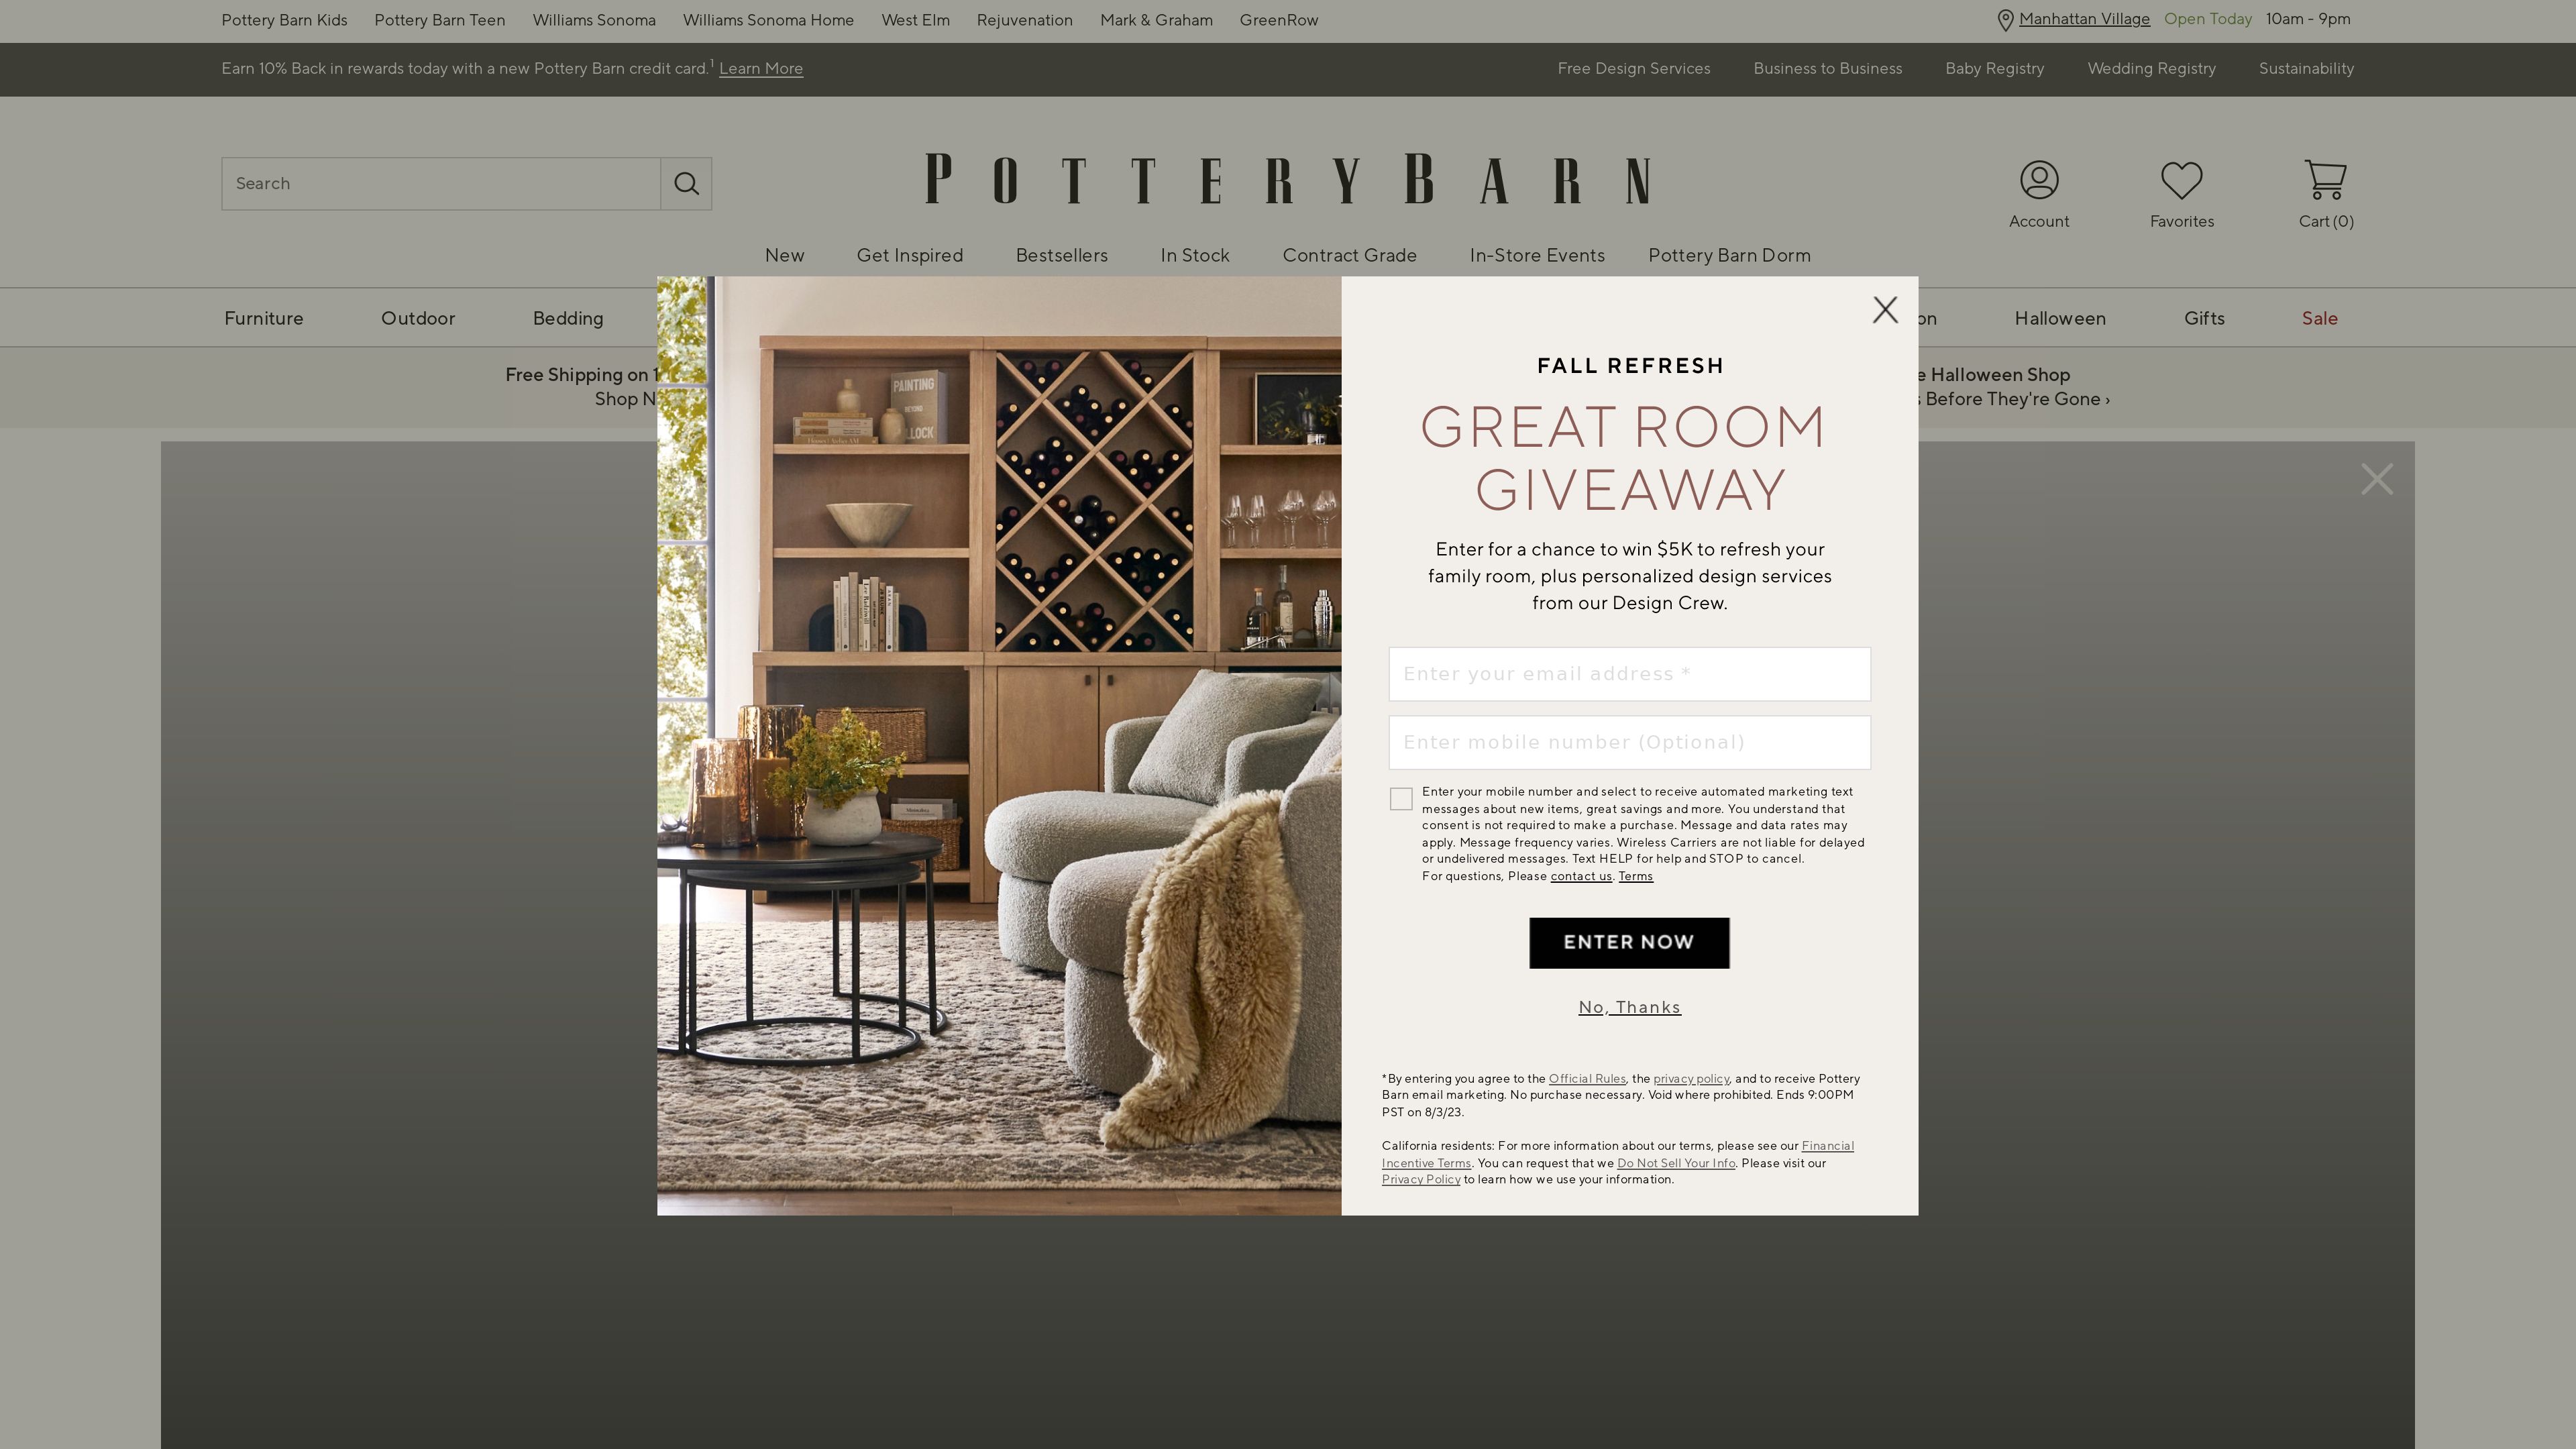 Pottery Barn Kids Pottery Barn Teen Williams Sonoma Williams Sonoma Home West Elm Rejuvenation Mark & Graham GreenRow
Manhattan Village Open Today 10am - 9pm
Earn 10% Back in rewards today with a new Pottery Barn credit card.1 Learn More
Free Design Services Business to Business Baby Registry Wedding Registry Sustainability
Search
POTTERY BARN
Account Favorites Cart (0)
New Get Inspired Bestsellers In Stock Contract Grade In-Store Events Pottery Barn Dorm
Furniture Outdoor Bedding
Halloween Gifts Sale
Free Shipping on
Shop
Halloween Shop
Before They're Gone ›
PAINTING
BEYOND
FALL REFRESH
GREAT ROOM
GIVEAWAY
Enter for a chance to win $5K to refresh your
family room, plus personalized design services
from our Design Crew.
Enter your email address *
Enter mobile number (Optional)
Enter your mobile number and select to receive automated marketing text
messages about new items, great savings and more. You understand that
consent is not required to make a purchase. Message and data rates may
apply. Message frequency varies. Wireless Carriers are not liable for delayed
or undelivered messages. Text HELP for help and STOP to cancel.
For questions, Please contact us. Terms
ENTER NOW
No, Thanks
*By entering you agree to the Official Rules, the privacy policy, and to receive Pottery
Barn email marketing. No purchase necessary. Void where prohibited. Ends 9:00PM
PST on 8/3/23.
California residents: For more information about our terms, please see our Financial
Incentive Terms. You can request that we Do Not Sell Your Info. Please visit our
Privacy Policy to learn how we use your information.